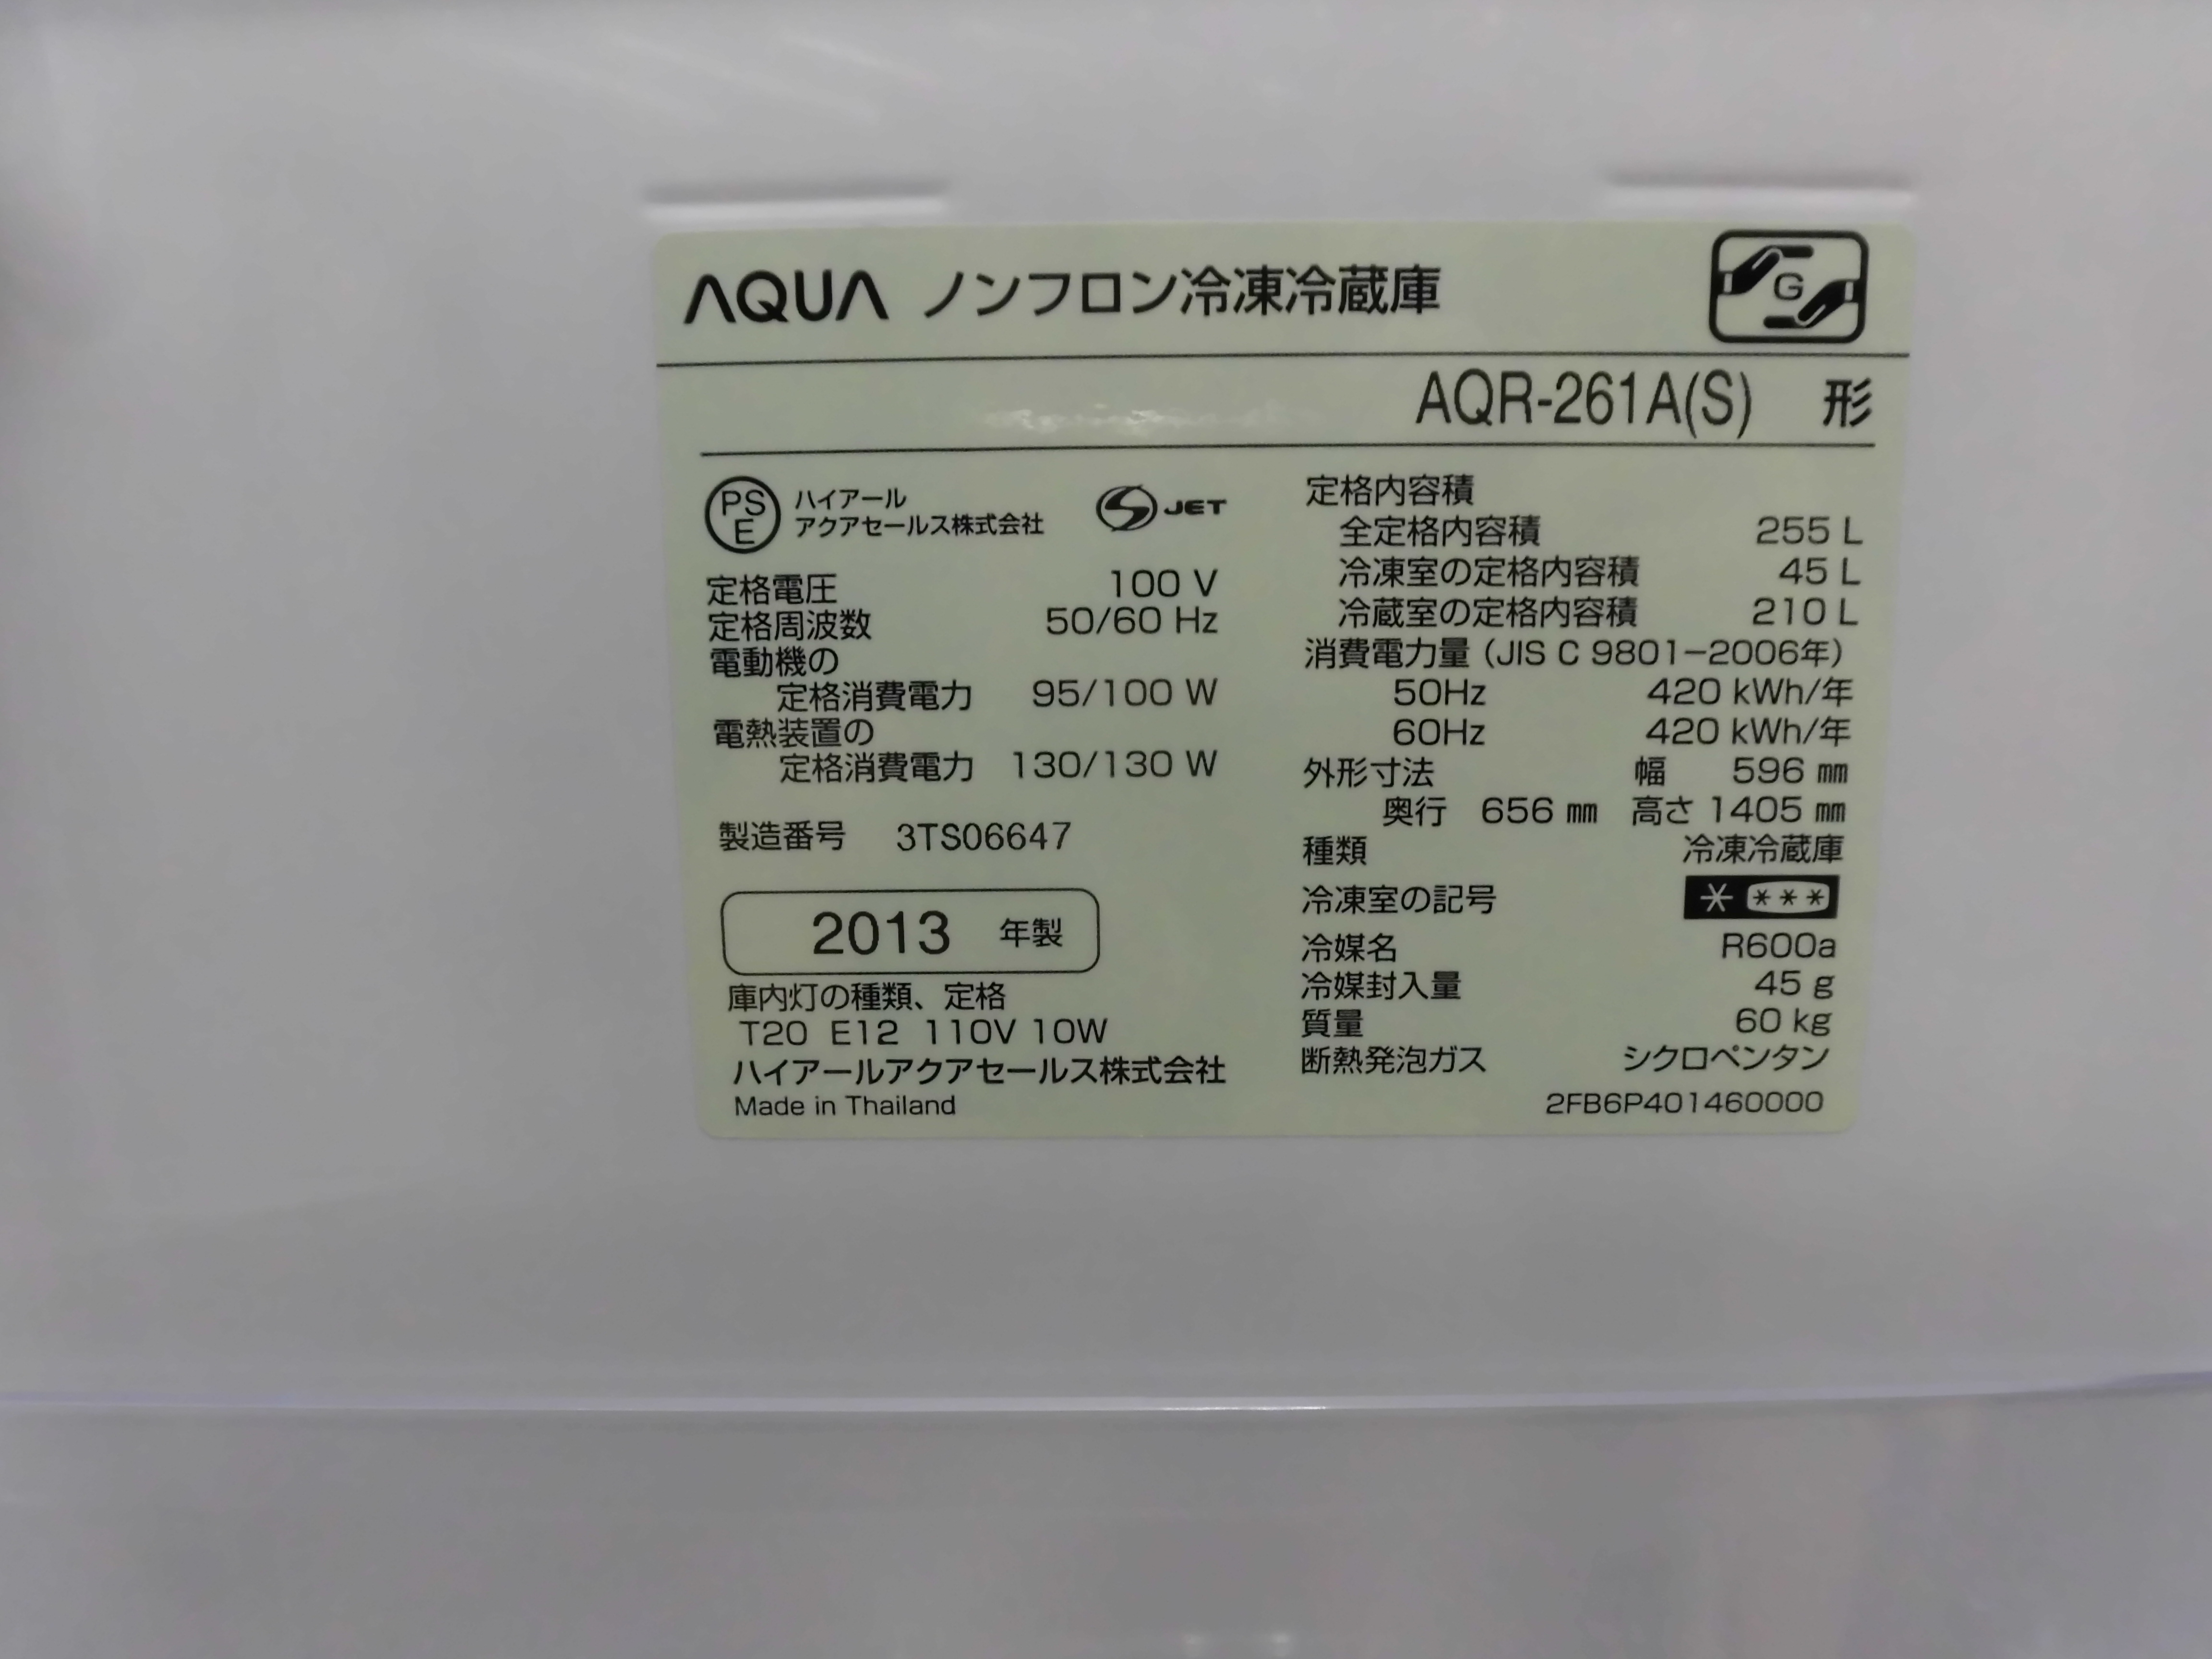 AQUA ノンフロン冷凍冷蔵庫
G
AQR-261A(S) 形
PS
E
ハイアール
アクアセールス株式会社
JET
定格電圧 100 V
定格周波数 50/60 Hz
電動機の
定格消費電力 95/100 W
電熱装置の
定格消費電力 130/130 W
製造番号 3TS06647
2013 年製
庫内灯の種類、定格
T20 E12 110V 10W
ハイアールアクアセールス株式会社
Made in Thailand
定格内容積
全定格内容積 255 L
冷凍室の定格内容積 45 L
冷蔵室の定格内容積 210 L
消費電力量 (JIS C 9801−2006年)
50Hz 420 kWh/年
60Hz 420 kWh/年
外形寸法 幅 596 ㎜
奥行 656 ㎜ 高さ 1405 ㎜
種類 冷凍冷蔵庫
冷凍室の記号 * ***
冷媒名 R600a
冷媒封入量 45 g
質量 60 kg
断熱発泡ガス シクロペンタン
2FB6P401460000